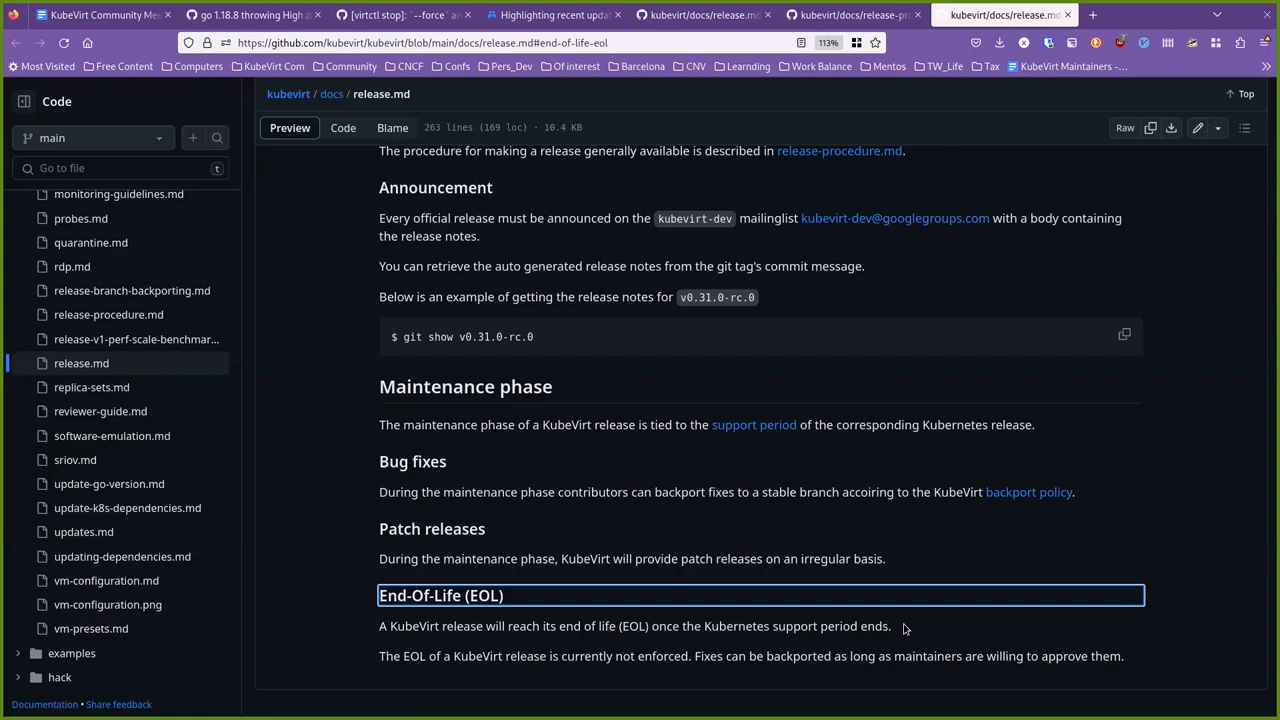 KubeVirt Community Me
go 1.18.8 throwing High a
[virtctl stop]: `--force` a
Highlighting recent upda
kubevirt/docs/release.m
kubevirt/docs/release-pr
kubevirt/docs/release.md
https://github.com/kubevirt/kubevirt/blob/main/docs/release.md#end-of-life-eol
113%
Most Visited
Free Content
Computers
KubeVirt Com
Community
CNCF
Confs
Pers_Dev
Of interest
Barcelona
CNV
Learnding
Work Balance
Mentos
TW_Life
Tax
KubeVirt Maintainers -...
Code
kubevirt / docs / release.md
Top
main
Preview
Code
Blame
263 lines (169 loc) · 10.4 KB
Raw
Go to file
t
monitoring-guidelines.md
probes.md
quarantine.md
rdp.md
release-branch-backporting.md
release-procedure.md
release-v1-perf-scale-benchmar...
release.md
replica-sets.md
reviewer-guide.md
software-emulation.md
sriov.md
update-go-version.md
update-k8s-dependencies.md
updates.md
updating-dependencies.md
vm-configuration.md
vm-configuration.png
vm-presets.md
examples
hack
Documentation • Share feedback
The procedure for making a release generally available is described in release-procedure.md.
Announcement
Every official release must be announced on the kubevirt-dev mailinglist kubevirt-dev@googlegroups.com with a body containing
the release notes.
You can retrieve the auto generated release notes from the git tag's commit message.
Below is an example of getting the release notes for v0.31.0-rc.0
$ git show v0.31.0-rc.0
Maintenance phase
The maintenance phase of a KubeVirt release is tied to the support period of the corresponding Kubernetes release.
Bug fixes
During the maintenance phase contributors can backport fixes to a stable branch accoiring to the KubeVirt backport policy.
Patch releases
During the maintenance phase, KubeVirt will provide patch releases on an irregular basis.
End-Of-Life (EOL)
A KubeVirt release will reach its end of life (EOL) once the Kubernetes support period ends.
The EOL of a KubeVirt release is currently not enforced. Fixes can be backported as long as maintainers are willing to approve them.